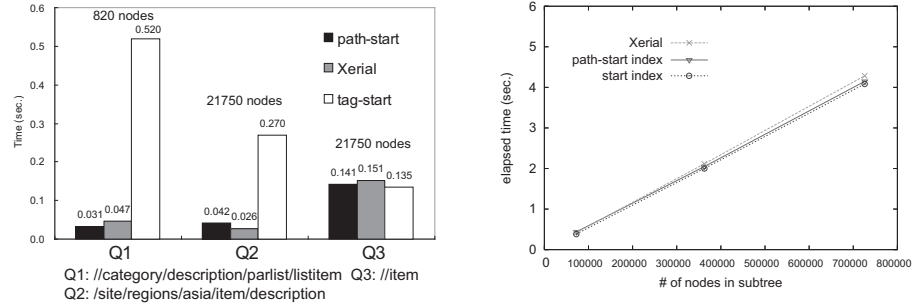 0.6
0.5
0.4
0.3
0.2
0.1
0.0
Time (sec.)
820 nodes
0.520
path-start
Xerial
tag-start
21750 nodes
0.270
21750 nodes
0.031
0.047
0.042
0.026
0.141
0.151
0.135
Q1
Q2
Q3
Q1: //category/description/parlist/listitem Q3: //item
Q2: /site/regions/asia/item/description
6
5
4
3
2
1
0
elapsed time (sec.)
Xerial
path-start index
start index
0 100000 200000 300000 400000 500000 600000 700000 800000
# of nodes in subtree